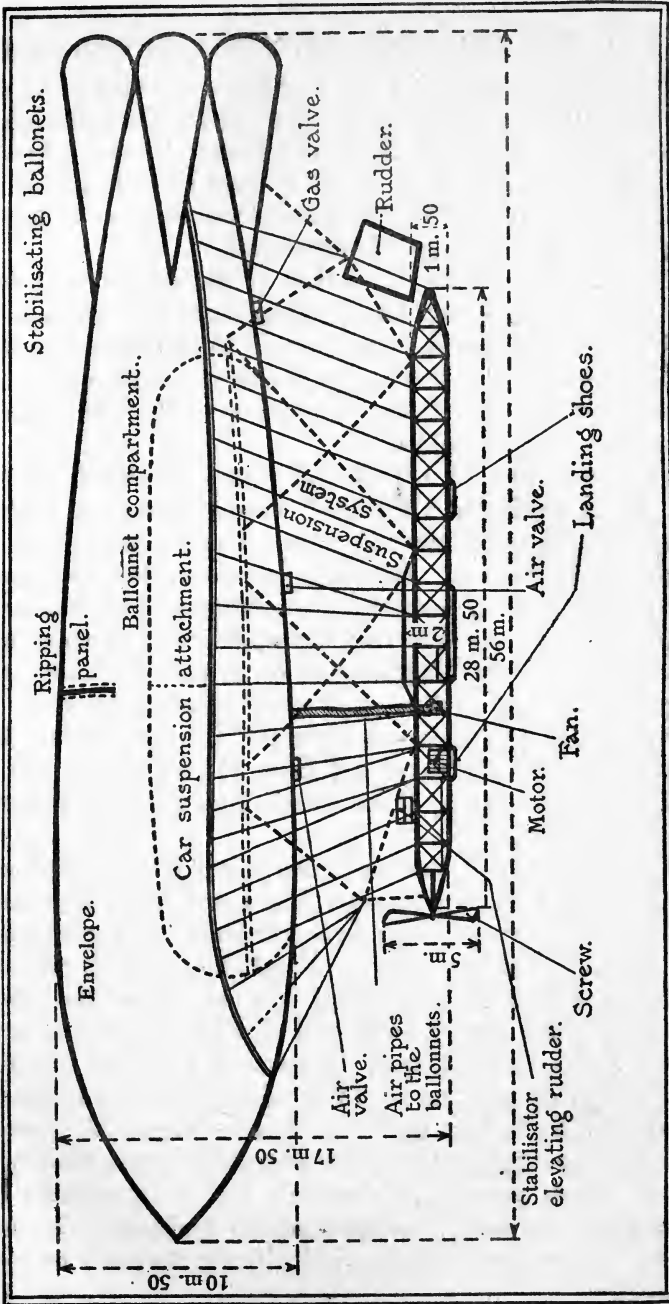 Stabilisating ballonets.
Ripping
panel.
Ballonnet compartment..
Envelope.
Car suspension attachment.
Gas valve.
Rudder.
Suspension
system
1 m. 50
10 m. 50
17 m. 50
Air
valve.
Air pipes
to the
ballonnets.
5 m.
2 m
Stabilisator
elevating rudder.
Screw.
Motor.
Fan.
28 m. 50
56 m.
Air valve.
Landing shoes.